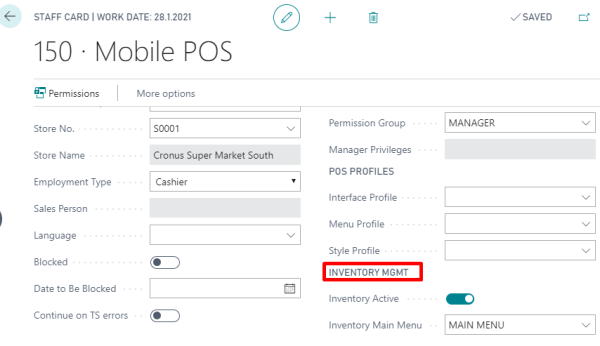 STAFF CARD | WORK DATE: 28.1.2021
SAVED
150 · Mobile POS
Permissions
More options
Store No.
S0001
Store Name
Cronus Super Market South
Employment Type
Cashier
Sales Person
Language
Blocked
Date to Be Blocked
Continue on TS errors
Permission Group
MANAGER
Manager Privileges
POS PROFILES
Interface Profile
Menu Profile
Style Profile
INVENTORY MGMT
Inventory Active
Inventory Main Menu
MAIN MENU